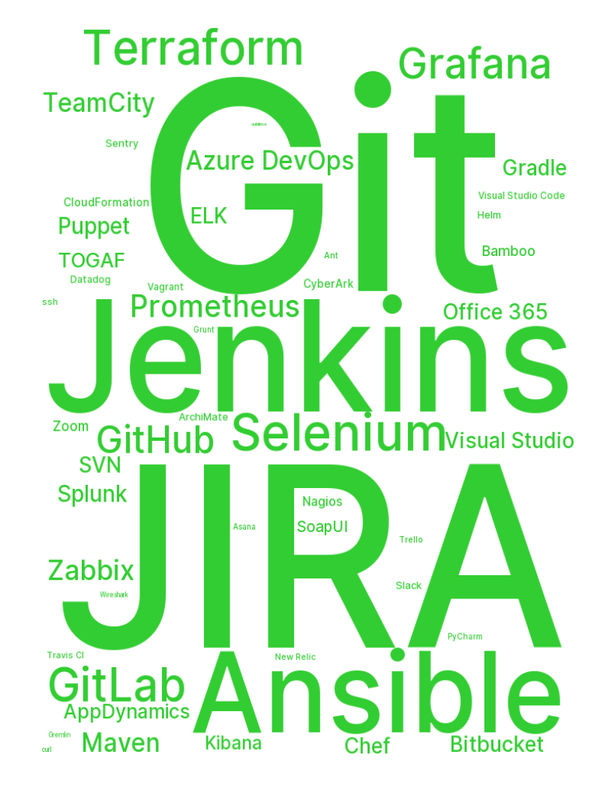 Terraform
Grafana
Git
TeamCity
Sentry
Azure DevOps
Gradle
Visual Studio Code
CloudFormation
ELK
Helm
Puppet
Bamboo
TOGAF
Ant
Datadog
Vagrant
CyberArk
ssh
Prometheus
Office 365
Grunt
Jenkins
ArchiMate
Zoom
GitHub
Selenium
Visual Studio
SVN
Splunk
Nagios
Asana
SoapUI
JIRA
Trello
Zabbix
Slack
Wireshark
PyCharm
Travis CI
New Relic
GitLab
Ansible
AppDynamics
Gremlin
curl
Maven
Kibana
Chef
Bitbucket